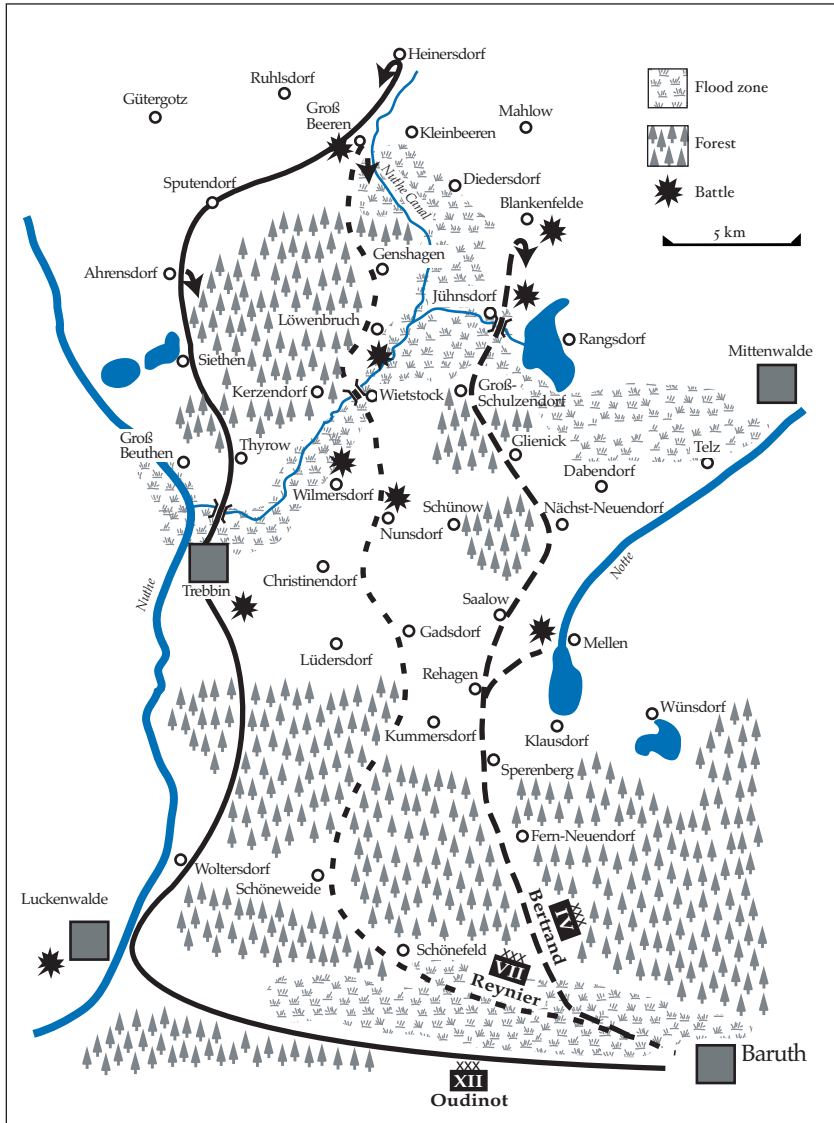 Heinersdorf
Ruhlsdorf
Gütergotz
Groß
Beeren
Kleinbeeren
Mahlow
Flood zone
Forest
Battle
5 km
Diedersdorf
Sputendorf
Nuthe Canal
Blankenfelde
Genshagen
Ahrensdorf
Jühnsdorf
Löwenbruch
Rangsdorf
Siethen
Mittenwalde
Kerzendorf
Wietstock
Groß-
Schulzendorf
Groß
Beuthen
Thyrow
Glienick
Telz
Wilmersdorf
Dabendorf
Schünow
Nächst-Neuendorf
Nunsdorf
Trebbin
Christinendorf
Nuthe
Notte
Saalow
Gadsdorf
Mellen
Lüdersdorf
Rehagen
Wünsdorf
Kummersdorf
Klausdorf
Sperenberg
Fern-Neuendorf
Woltersdorf
Schöneweide
Luckenwalde
Bertrand
XXX
IV
Schönefeld
XXX
VII
Reynier
Baruth
XXX
XII
Oudinot